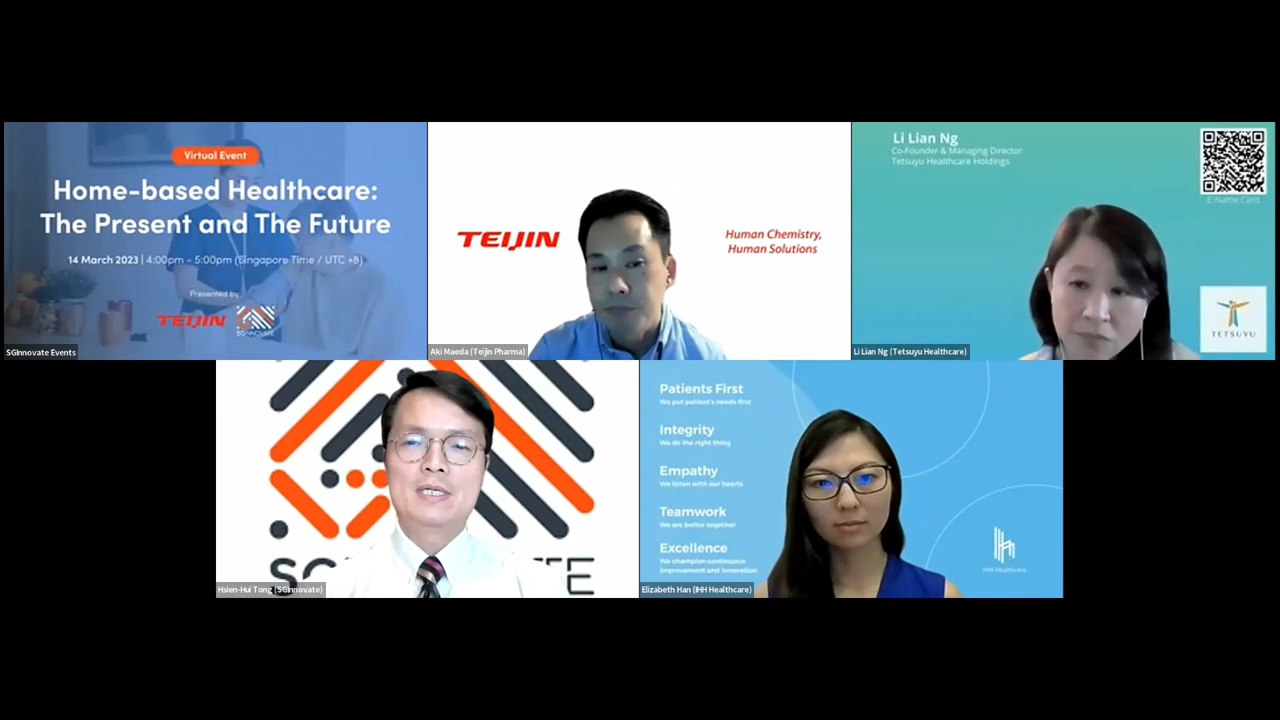 Virtual Event
Home-based Healthcare:
The Present and The Future
14 March 2023 | 4:00pm – 5:00pm (Singapore Time / UTC +8)
Presented by:
TEIJIN
SGINNOVATE
SGInnovate Events
TEIJIN
Human Chemistry,
Human Solutions
Aki Maeda (Teijin Pharma)
Li Lian Ng
Co-Founder & Managing Director
Tetsuyu Healthcare Holdings
E-Name Card
TETSUYU
Li Lian Ng (Tetsuyu Healthcare)
Hsien-Hui Tong (SGInnovate)
Patients First
We put patient's needs first
Integrity
We do the right thing
Empathy
We listen with our hearts
Teamwork
We are better together
Excellence
We champion continuous
improvement and innovation
IHH Healthcare
Elizabeth Han (IHH Healthcare)